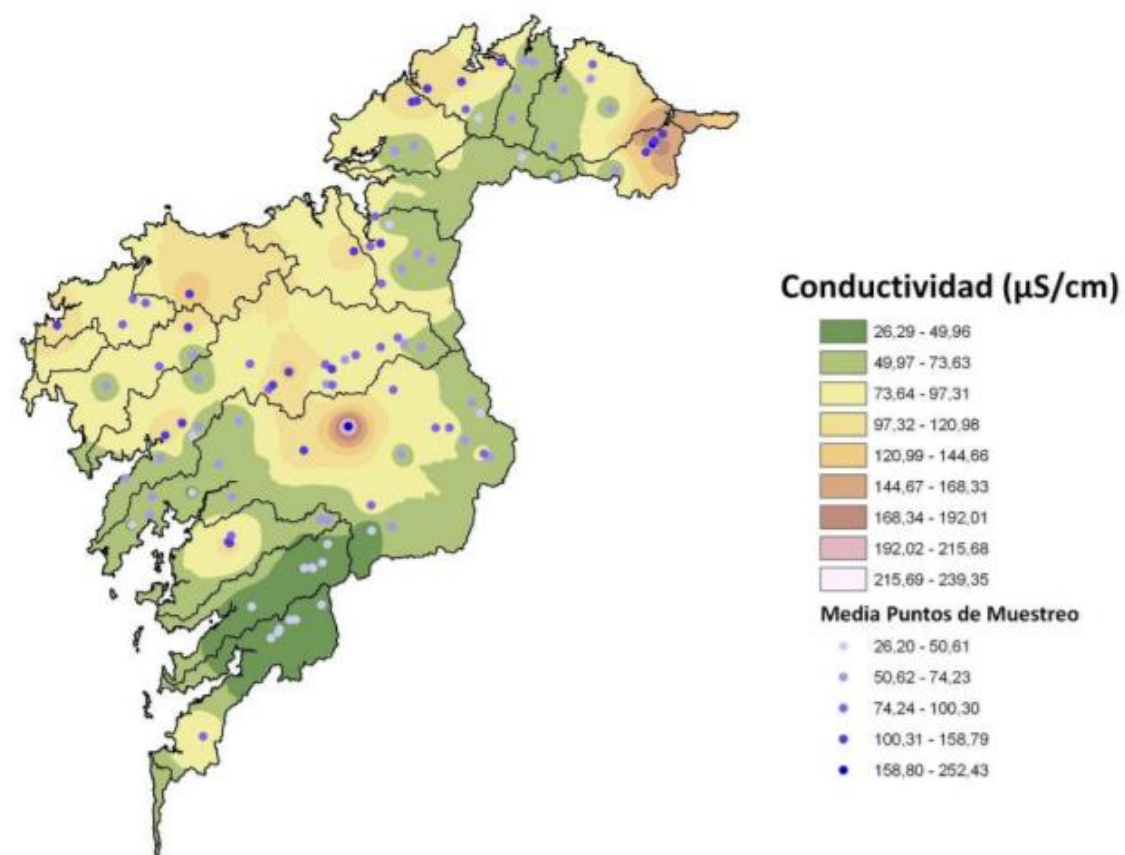 Conductividad (µS/cm)
26,29 - 49,96
49,97 - 73,63
73,64 - 97,31
97,32 - 120,98
120,99 - 144,66
144,67 - 168,33
168,34 - 192,01
192,02 - 215,68
215,69 - 239,35
Media Puntos de Muestreo
26,20 - 50,61
50,62 - 74,23
74,24 - 100,30
100,31 - 158,79
158,80 - 252,43